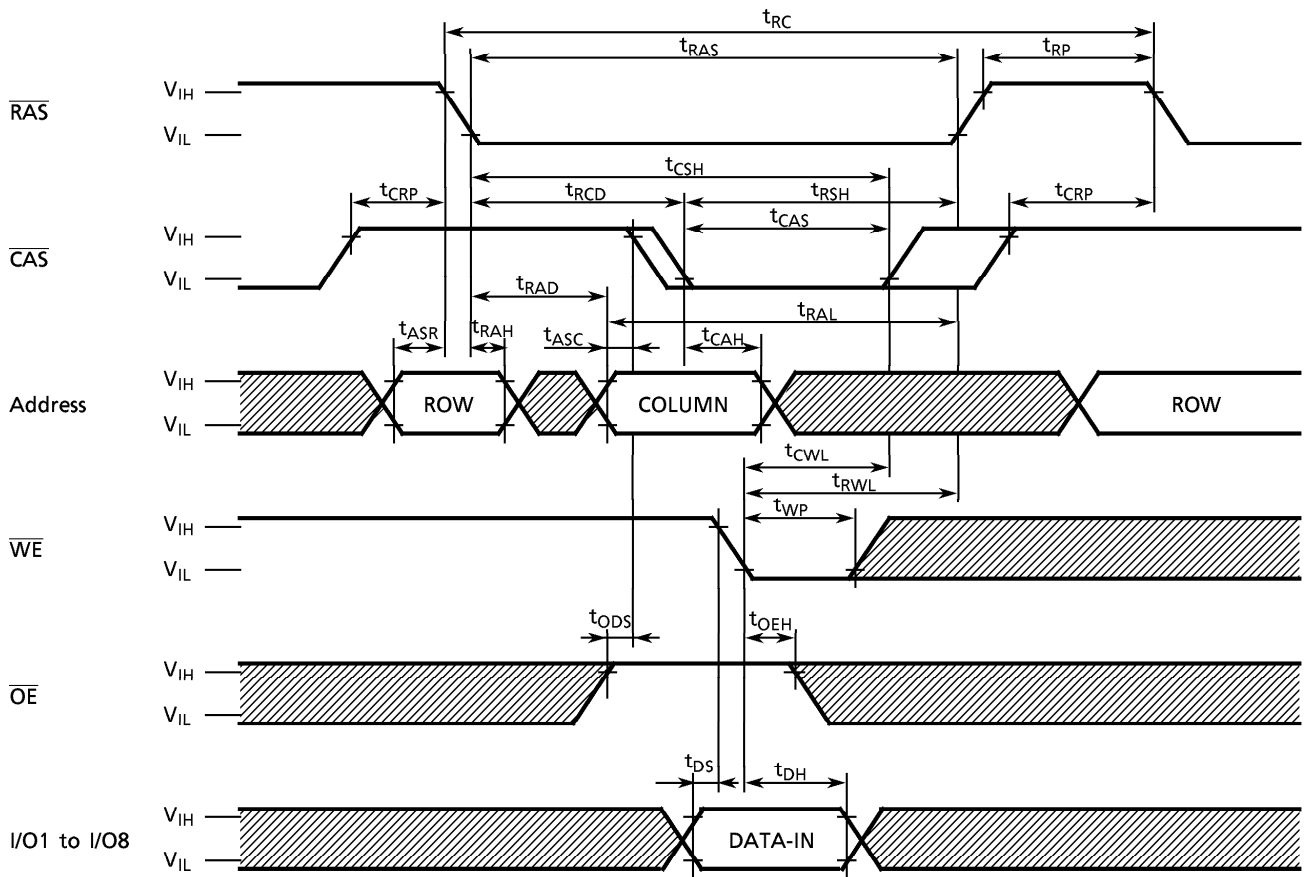 tRC
tRAS
tRP
RAS
VIH
VIL
tCSH
tCRP
tRCD
tRSH
tCRP
tCAS
CAS
VIH
VIL
tRAD
tRAL
tASR
tRAH
tASC
tCAH
Address
VIH
VIL
ROW
COLUMN
ROW
tCWL
tRWL
tWP
WE
VIH
VIL
tODS
tOEH
OE
VIH
VIL
tDS
tDH
I/O1 to I/O8
VIH
VIL
DATA-IN